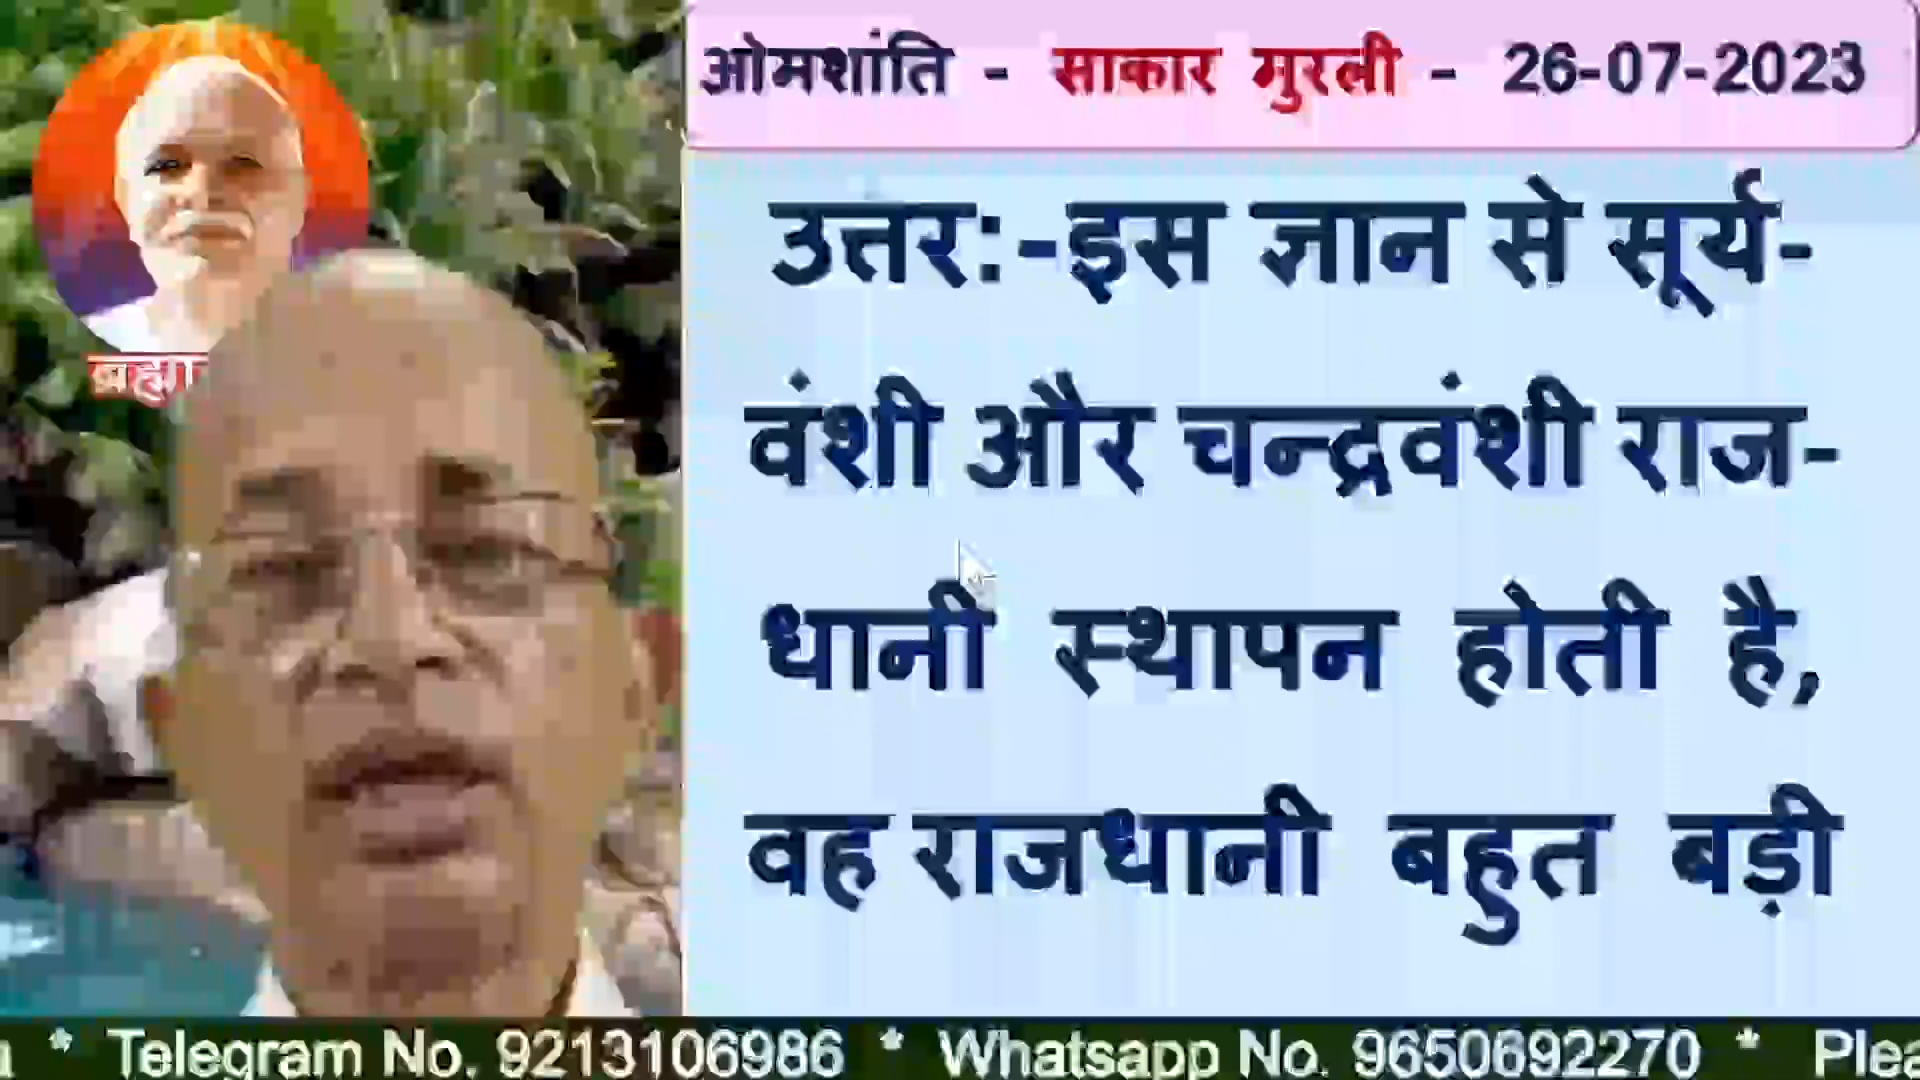 ओमशांति - साकार मुरली - 26-07-2023
ब्रह्मा
उत्तर:-इस ज्ञान से सूर्य-
वंशी और चन्द्रवंशी राज-
धानी स्थापन होती है,
वह राजधानी बहुत बड़ी
* Telegram No. 9213106986 * Whatsapp No. 9650692270 *